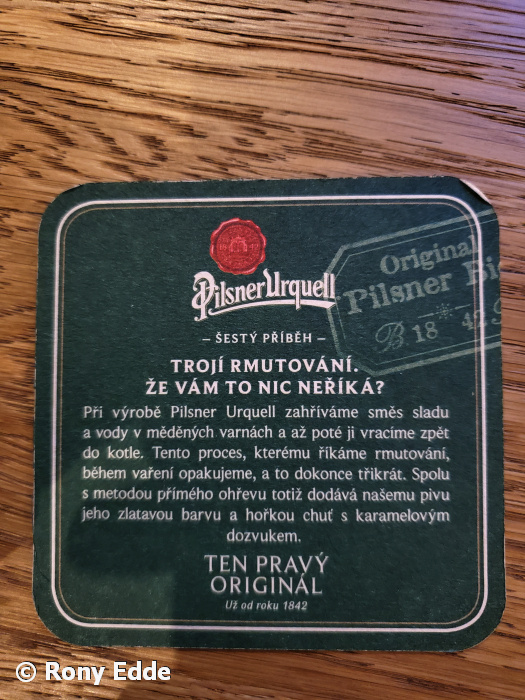 Pilsner Urquell
Original
Pilsner
B 18 42
– ŠESTÝ PŘÍBĚH –
TROJÍ RMUTOVÁNÍ.
ŽE VÁM TO NIC NEŘÍKÁ?
Při výrobě Pilsner Urquell zahříváme směs sladu
a vody v měděných varnách a až poté ji vracíme zpět
do kotle. Tento proces, kterému říkáme rmutování,
během vaření opakujeme, a to dokonce třikrát. Spolu
s metodou přímého ohřevu totiž dodává našemu pivu
jeho zlatavou barvu a hořkou chuť s karamelovým
dozvukem.
TEN PRAVÝ
ORIGINÁL
Už od roku 1842
© Rony Edde